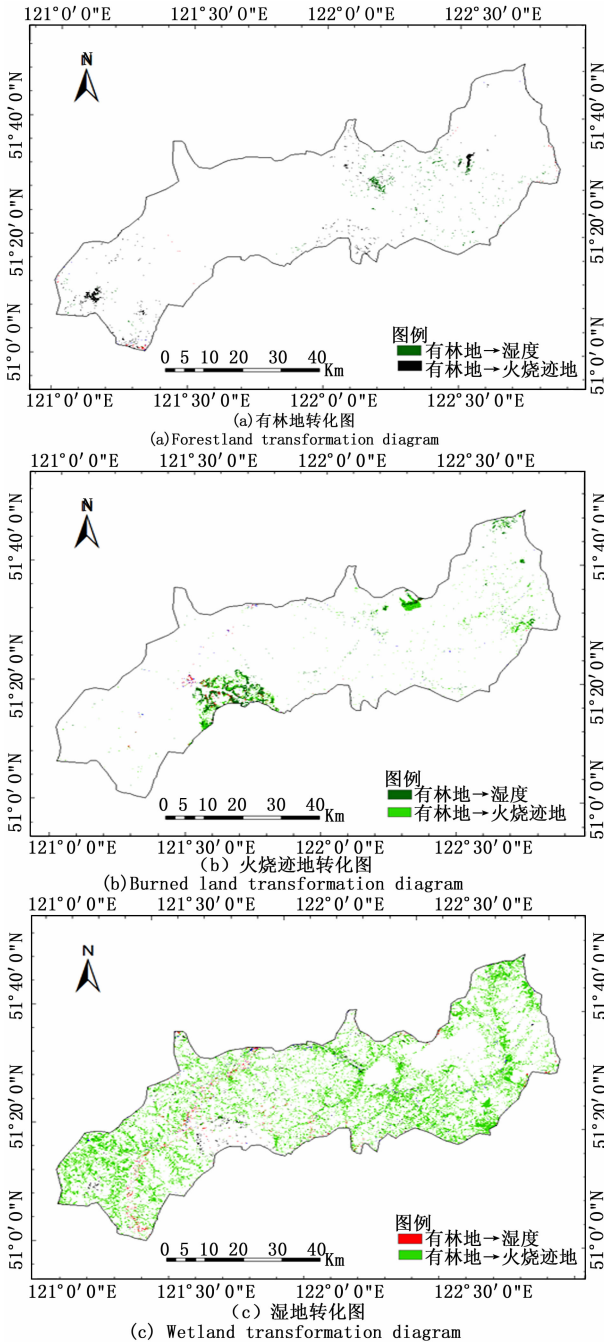 121°0′0"E 121°30′0"E 122°0′0"E 122°30′0"E
N
51°40′0"N 51°40′0"N
51°20′0"N 51°20′0"N
51°0′0"N 51°0′0"N
图例
有林地→湿度
有林地→火烧迹地
0 5 10 20 30 40
Km
121°0′0"E 121°30′0"E 122°0′0"E 122°30′0"E
(a)有林地转化图
(a)Forestland transformation diagram
121°0′0"E 121°30′0"E 122°0′0"E 122°30′0"E
N
51°40′0"N 51°40′0"N
51°20′0"N 51°20′0"N
51°0′0"N 51°0′0"N
图例
有林地→湿度
有林地→火烧迹地
0 5 10 20 30 40
Km
121°0′0"E 121°30′0"E 122°0′0"E 122°30′0"E
(b)火烧迹地转化图
(b)Burned land transformation diagram
121°0′0"E 121°30′0"E 122°0′0"E 122°30′0"E
N
51°40′0"N 51°40′0"N
51°20′0"N 51°20′0"N
51°0′0"N 51°0′0"N
图例
有林地→湿度
有林地→火烧迹地
0 5 10 20 30 40
Km
121°0′0"E 121°30′0"E 122°0′0"E 122°30′0"E
(c)湿地转化图
(c) Wetland transformation diagram